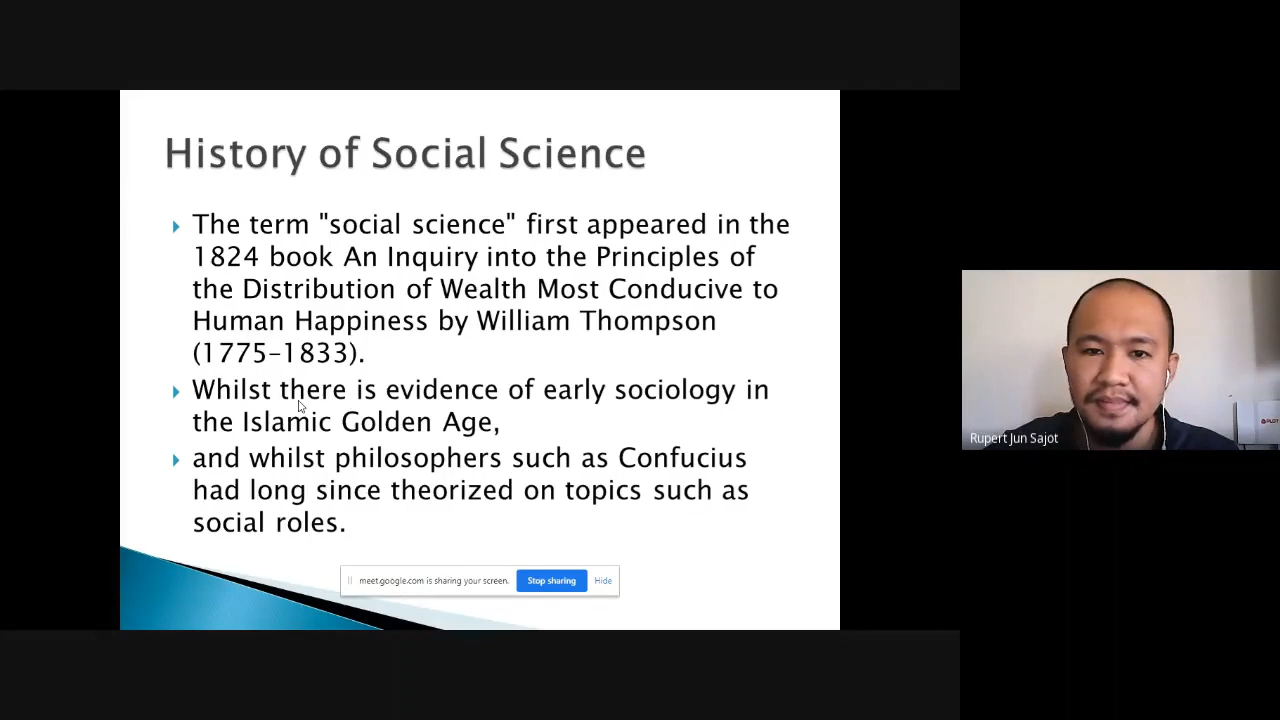 History of Social Science
The term "social science" first appeared in the
1824 book An Inquiry into the Principles of
the Distribution of Wealth Most Conducive to
Human Happiness by William Thompson
(1775–1833).
Whilst there is evidence of early sociology in
the Islamic Golden Age,
and whilst philosophers such as Confucius
had long since theorized on topics such as
social roles.
meet.google.com is sharing your screen. Stop sharing Hide
Rupert Jun Sajot